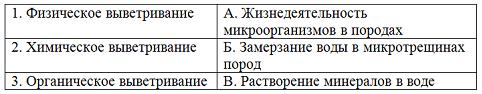 1. Физическое выветривание
А. Жизнедеятельность
микроорганизмов в породах
2. Химическое выветривание
Б. Замерзание воды в микротрещинах
пород
3. Органическое выветривание
В. Растворение минералов в воде